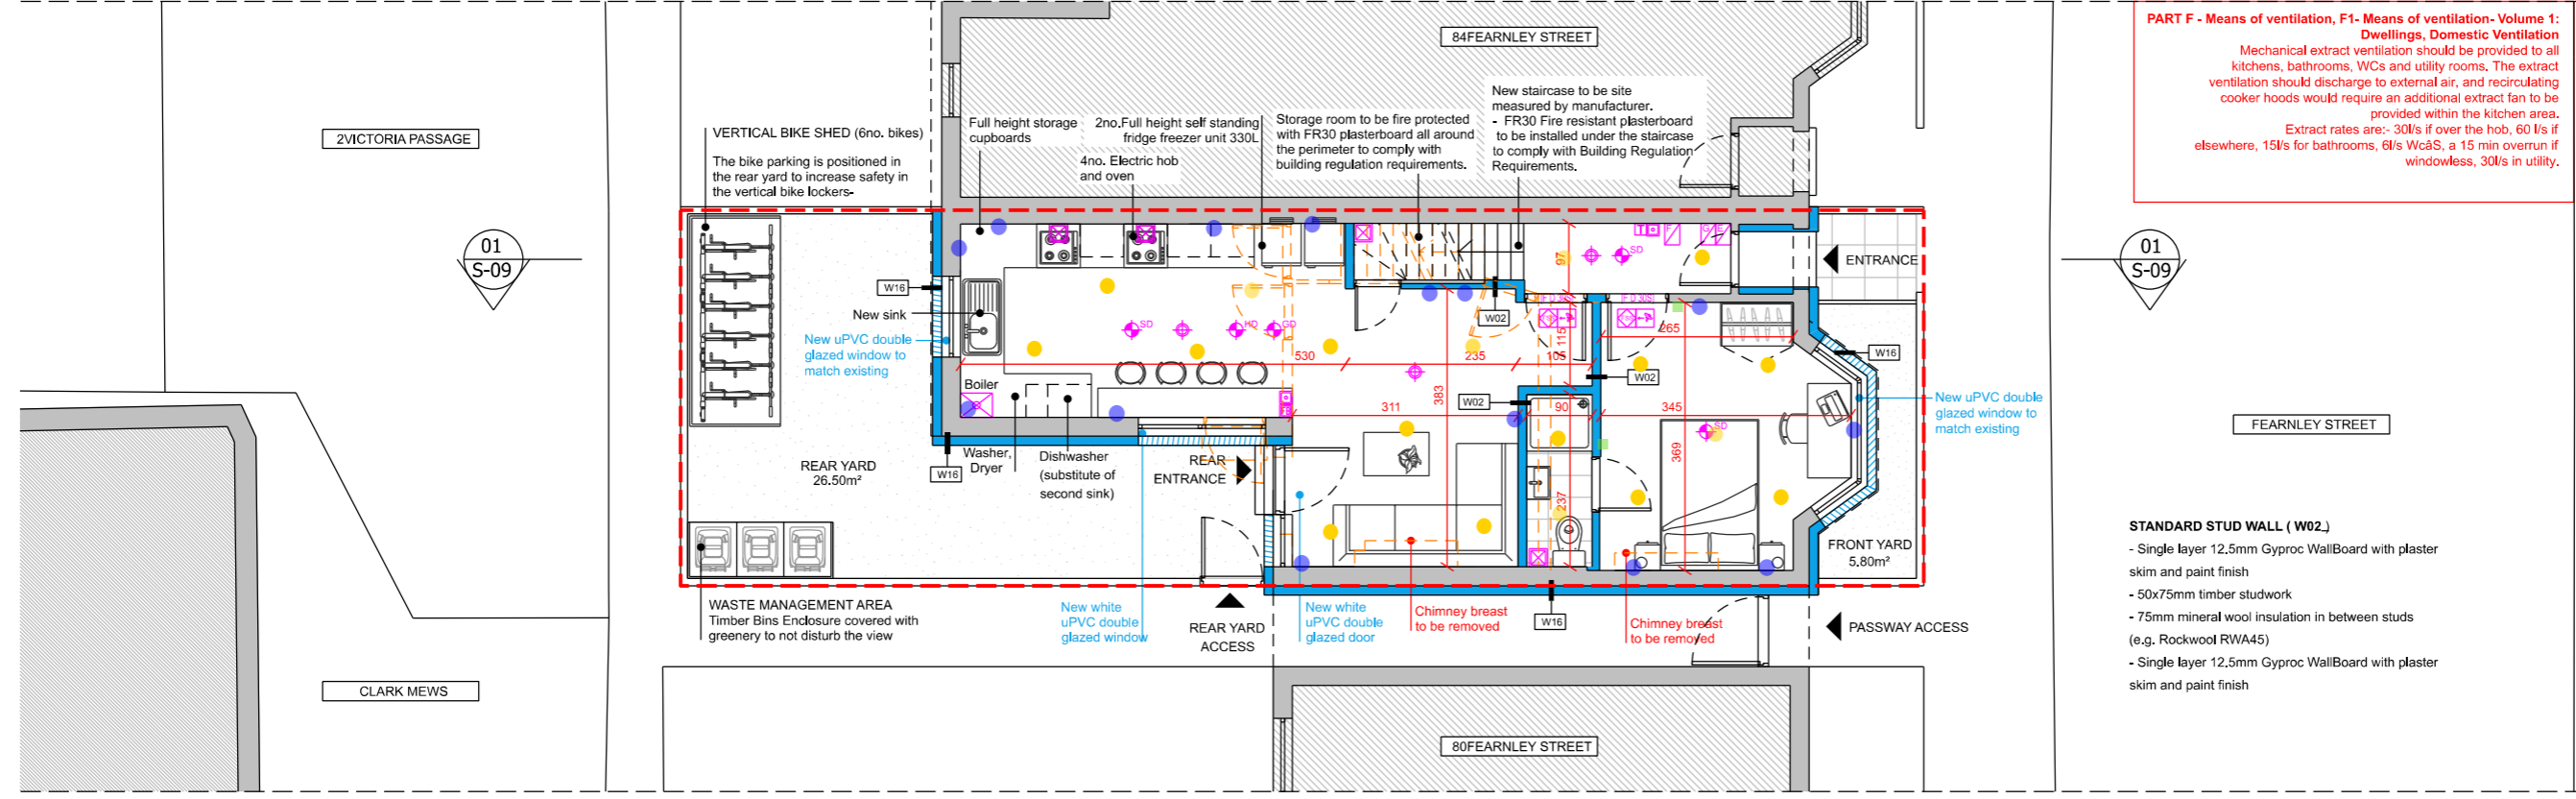 PART F - Means of ventilation, F1- Means of ventilation- Volume 1:
Dwellings, Domestic Ventilation
Mechanical extract ventilation should be provided to all
kitchens, bathrooms, WCs and utility rooms. The extract
ventilation should discharge to external air, and recirculating
cooker hoods would require an additional extract fan to be
provided within the kitchen area.
Extract rates are:- 30l/s if over the hob, 60 l/s if
elsewhere, 15l/s for bathrooms, 6l/s WcâS, a 15 min overrun if
windowless, 30l/s in utility.
84FEARNLEY STREET
2VICTORIA PASSAGE
VERTICAL BIKE SHED (6no. bikes)
The bike parking is positioned in
the rear yard to increase safety in
the vertical bike lockers-
Full height storage
cupboards
2no.Full height self standing
fridge freezer unit 330L
4no. Electric hob
and oven
Storage room to be fire protected
with FR30 plasterboard all around
the perimeter to comply with
building regulation requirements.
New staircase to be site
measured by manufacturer.
- FR30 Fire resistant plasterboard
to be installed under the staircase
to comply with Building Regulation
Requirements.
01
S-09
01
S-09
ENTRANCE
SD
F
G
E
97
W16
New sink
New uPVC double
glazed window to
match existing
SD
HD
GD
W02
FD 30S
FD 30S
115
265
W16
530
235
105
W02
Boiler
383
W02
311
90
345
New uPVC double
glazed window to
match existing
FEARNLEY STREET
SD
369
237
REAR YARD
26.50m²
W16
Washer,
Dryer
Dishwasher
(substitute of
second sink)
REAR
ENTRANCE
FRONT YARD
5.80m²
STANDARD STUD WALL ( W02_)
- Single layer 12.5mm Gyproc WallBoard with plaster
skim and paint finish
- 50x75mm timber studwork
- 75mm mineral wool insulation in between studs
(e.g. Rockwool RWA45)
- Single layer 12.5mm Gyproc WallBoard with plaster
skim and paint finish
WASTE MANAGEMENT AREA
Timber Bins Enclosure covered with
greenery to not disturb the view
New white
uPVC double
glazed window
REAR YARD
ACCESS
New white
uPVC double
glazed door
Chimney breast
to be removed
W16
Chimney breast
to be removed
PASSWAY ACCESS
CLARK MEWS
80FEARNLEY STREET